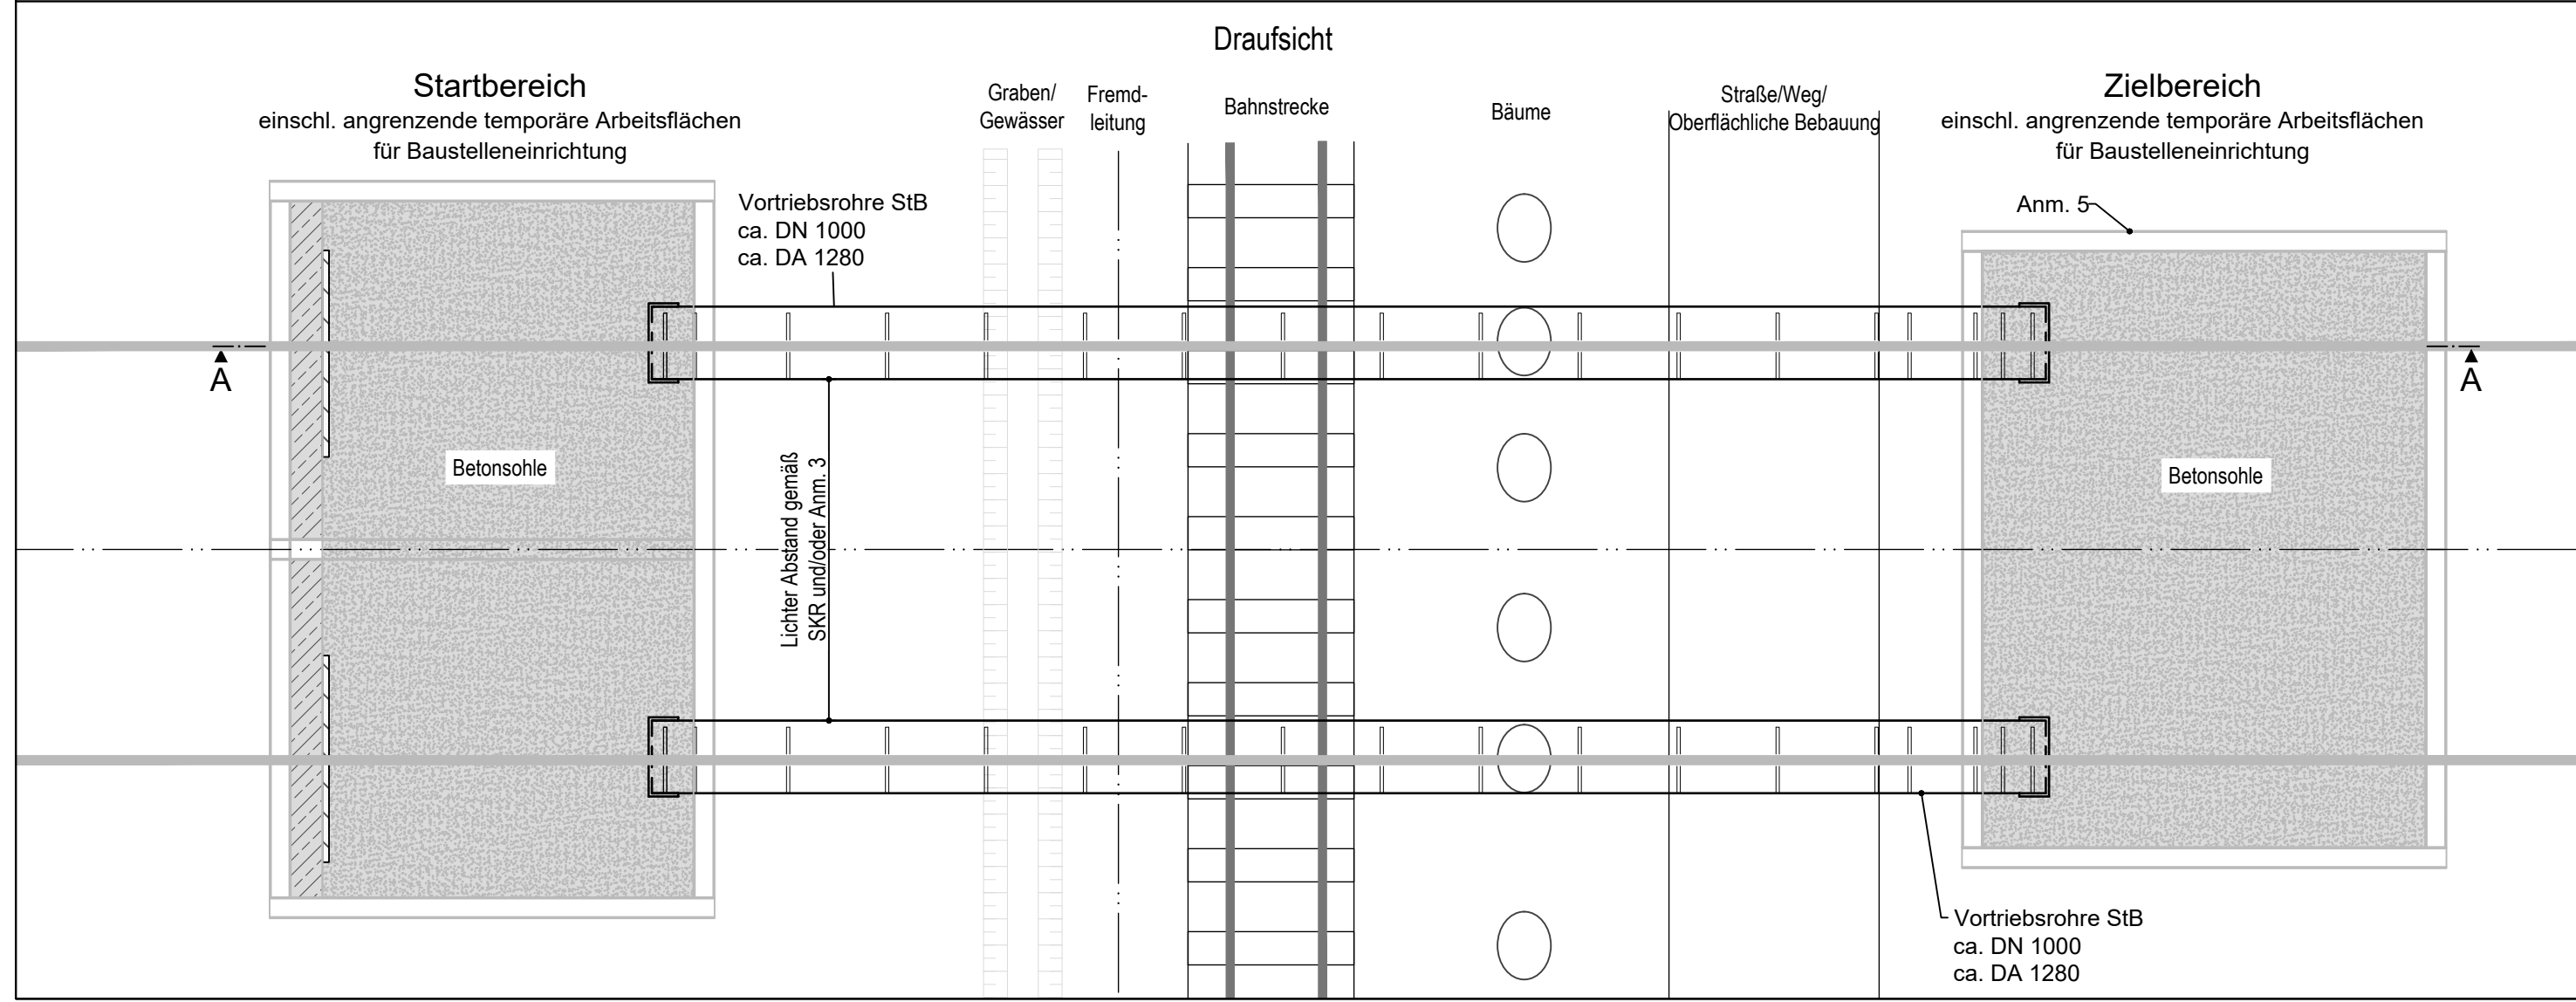 Draufsicht
Startbereich
einschl. angrenzende temporäre Arbeitsflächen
für Baustelleneinrichtung
Graben/
Gewässer
Fremd-
leitung
Bahnstrecke
Bäume
Straße/Weg/
Oberflächliche Bebauung
Zielbereich
einschl. angrenzende temporäre Arbeitsflächen
für Baustelleneinrichtung
Vortriebsrohre StB
ca. DN 1000
ca. DA 1280
Anm. 5
A
A
Betonsohle
Lichter Abstand gemäß
SKR und/oder Anm. 3
Betonsohle
Vortriebsrohre StB
ca. DN 1000
ca. DA 1280